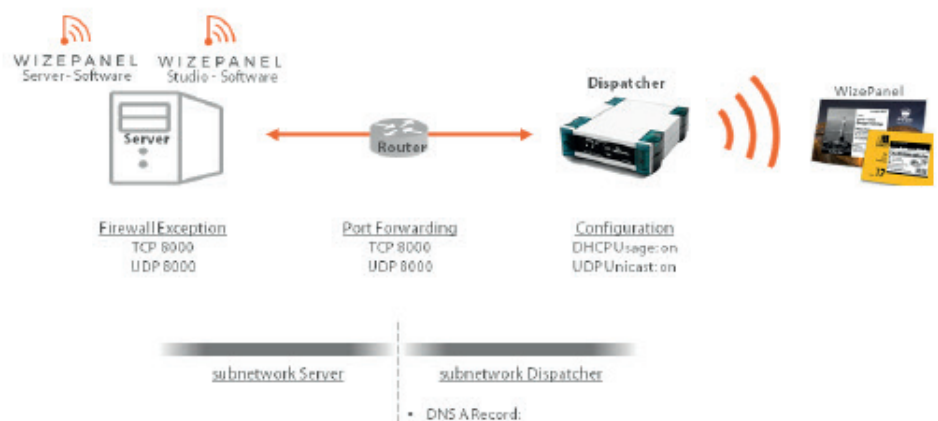 WIZEPANEL
Server-Software
WIZEPANEL
Studio - Software
Server
Router
Dispatcher
WizePanel
Firewall Exception
TCP 8000
UDP 8000
Port Forwarding
TCP 8000
UDP 8000
Configuration
DHCP Usage: on
UDP Unicast: on
subnetwork Server
subnetwork Dispatcher
• DNS A Record: